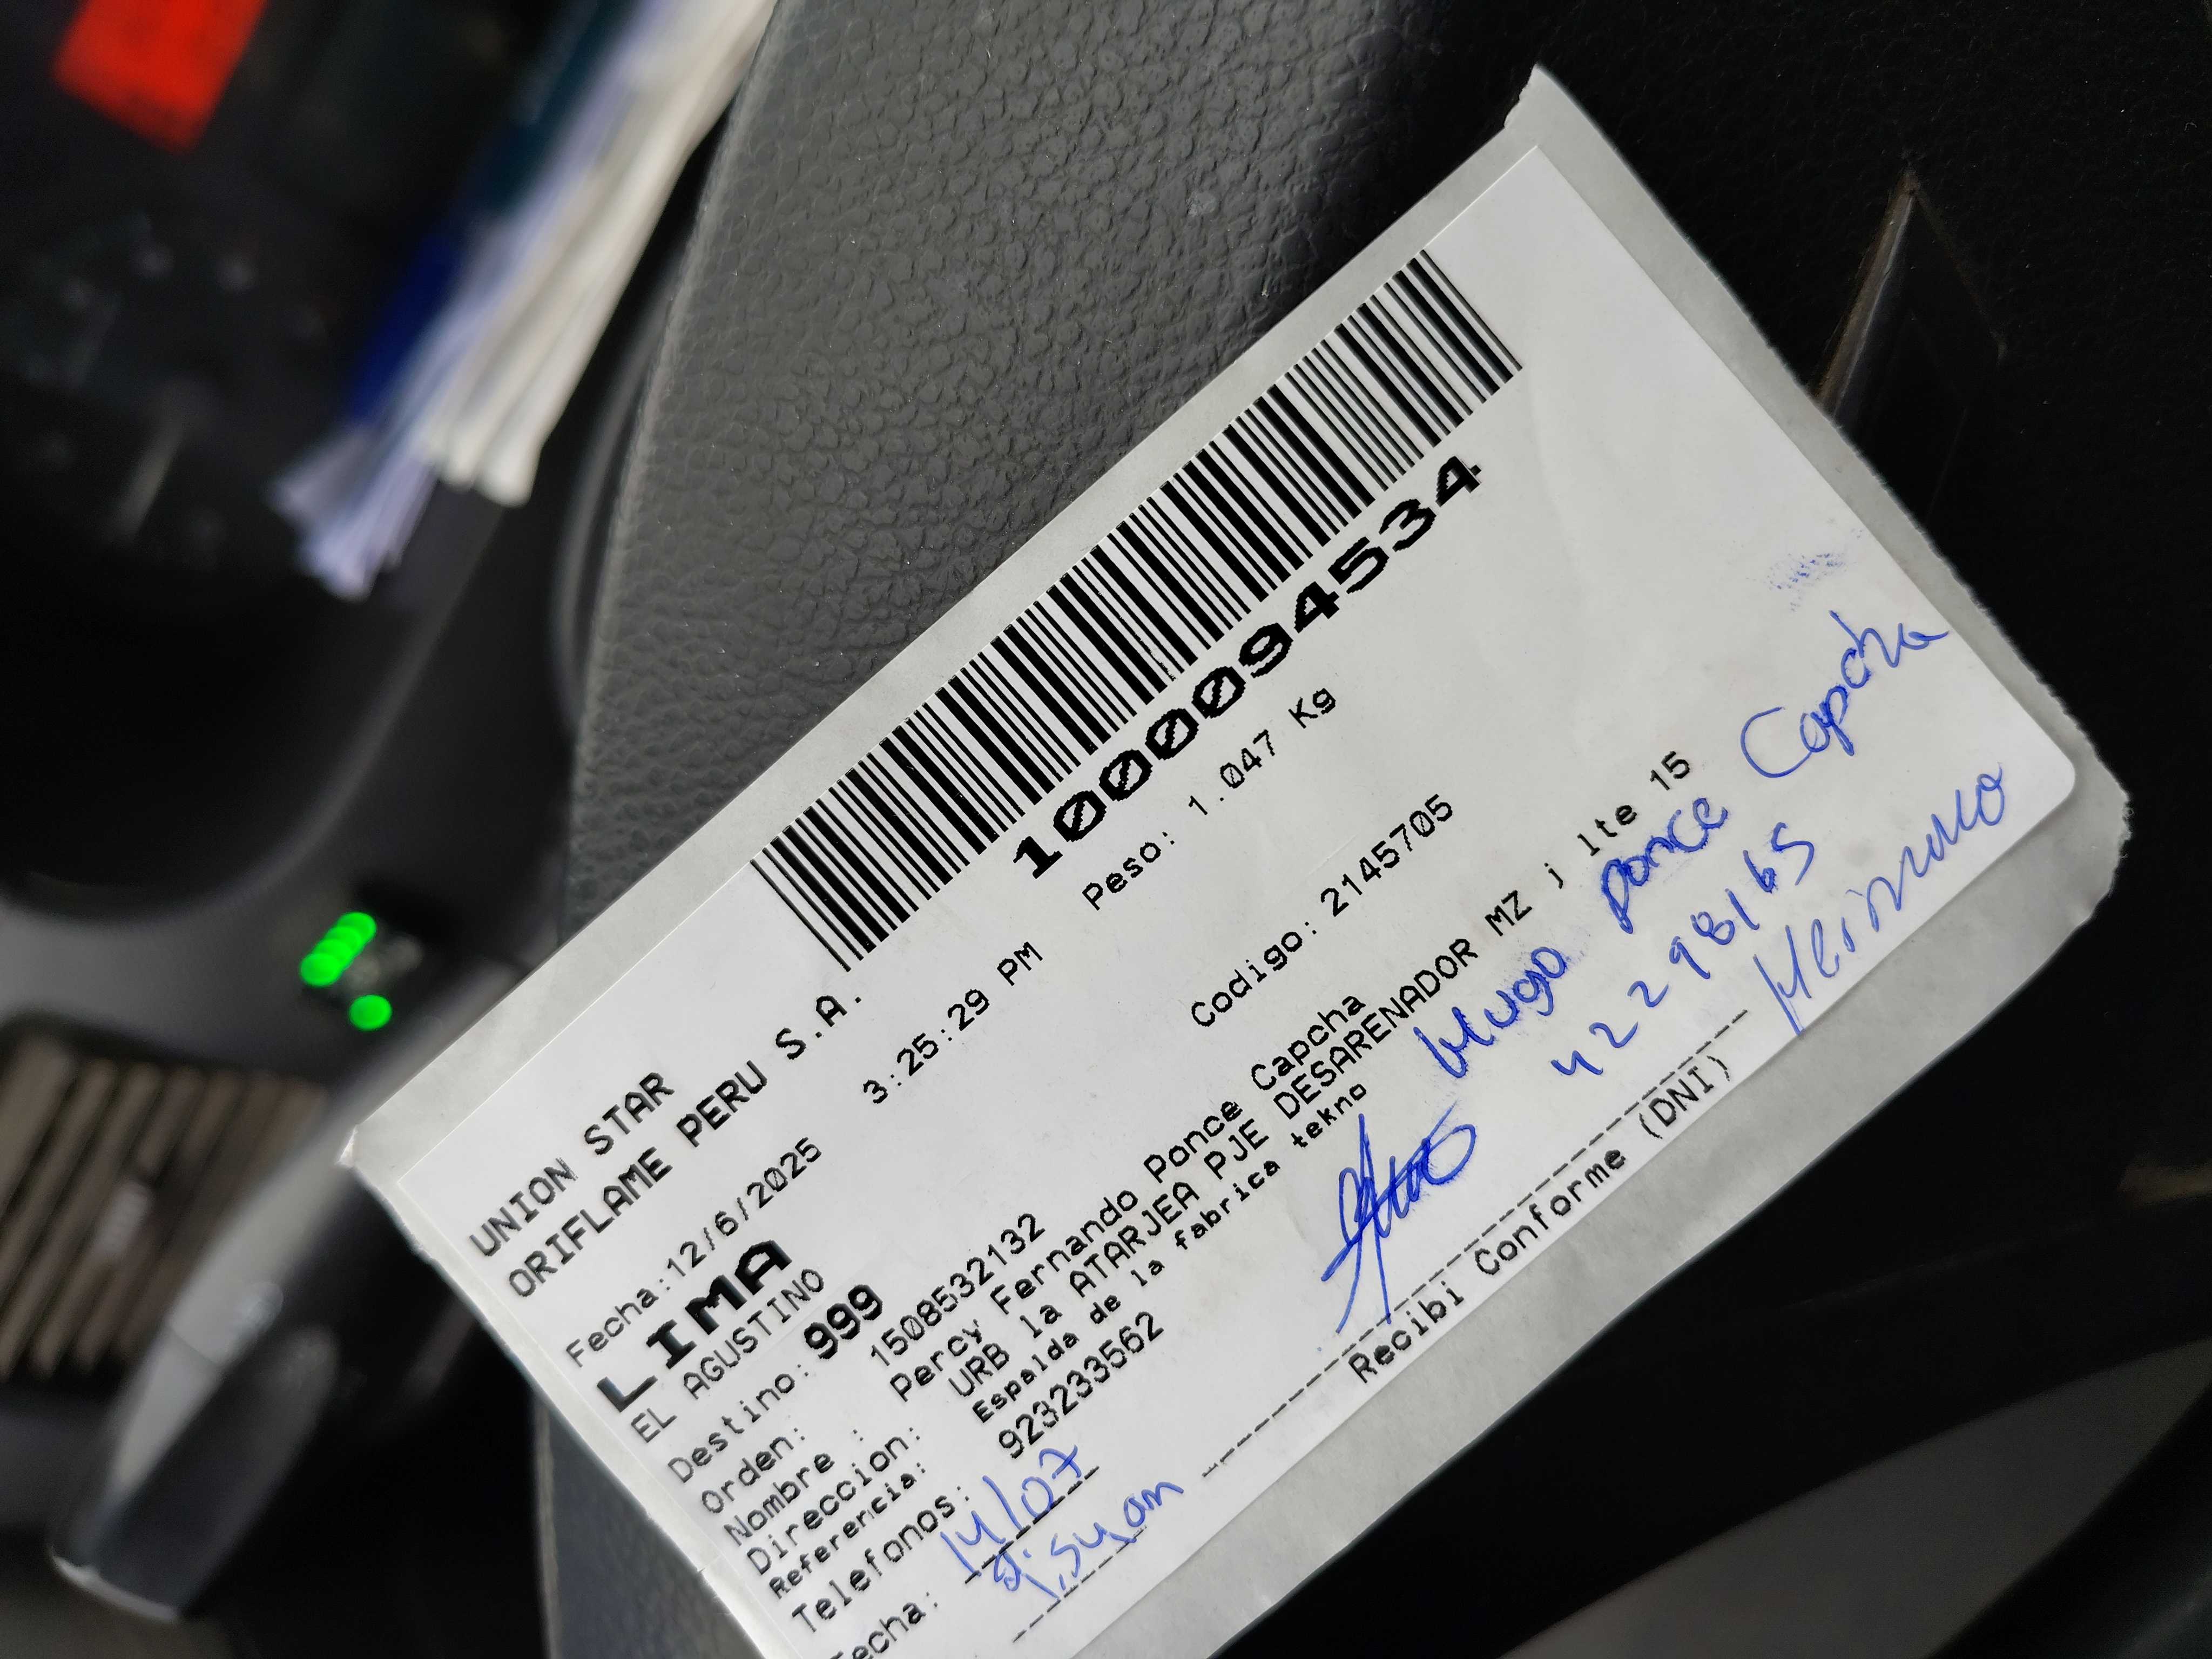 1000094534
UNION STAR
ORIFLAME PERU S.A.
Fecha:12/6/2025 3:25:29 PM Peso: 1.047 Kg
LIMA
EL AGUSTINO
Destino: 999
Orden: 1508532132 Codigo: 2145705
Nombre : Percy Fernando Ponce Capcha
Direccion: URB la ATARJEA PJE DESARENADOR MZ j lte 15
Referencia: Espalda de la fabrica tekno
Telefonos: 923233562
Hugo Ponce Capcha
42298165
Hermano
Fecha: 14/07
Recibi Conforme (DNI)